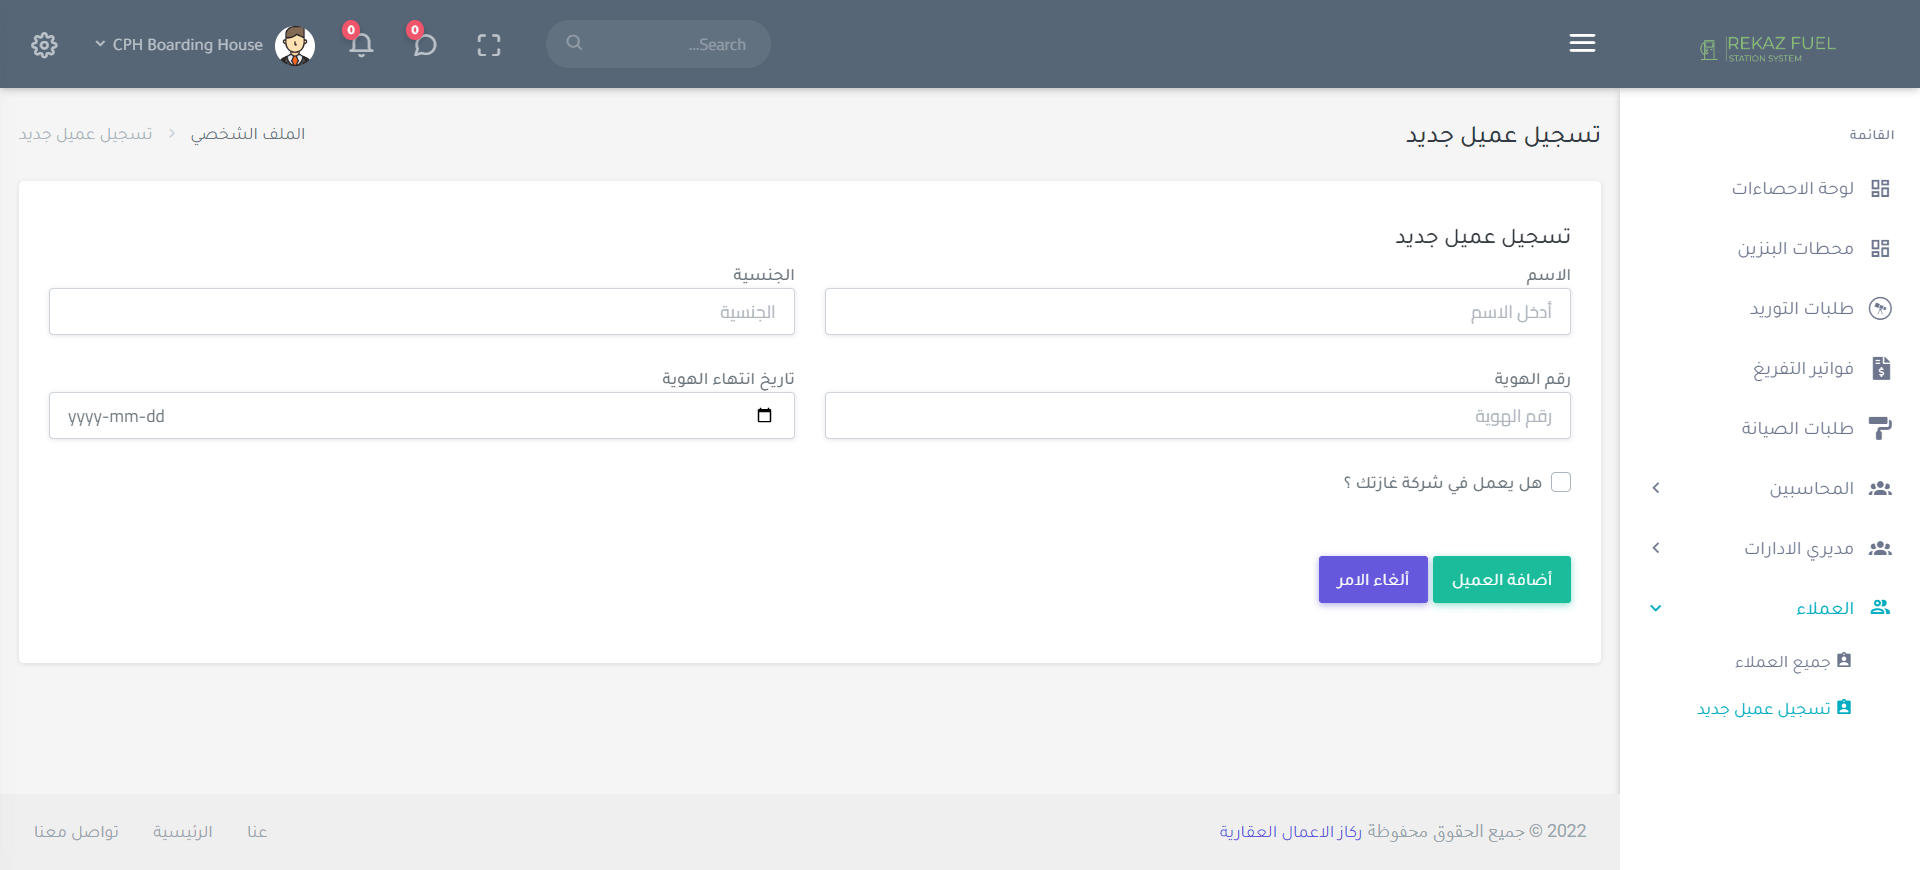 REKAZ FUEL
STATION SYSTEM
Search...
0
0
CPH Boarding House
القائمة
لوحة الاحصاءات
محطات البنزين
طلبات التوريد
فواتير التفريغ
طلبات الصيانة
المحاسبين
مديري الادارات
العملاء
جميع العملاء
تسجيل عميل جديد
تسجيل عميل جديد
الملف الشخصي
تسجيل عميل جديد
تسجيل عميل جديد
الاسم
أدخل الاسم
الجنسية
الجنسية
رقم الهوية
رقم الهوية
تاريخ انتهاء الهوية
yyyy-mm-dd
هل يعمل في شركة غازتك ؟
أضافة العميل
ألغاء الامر
2022 © جميع الحقوق محفوظة ركاز الاعمال العقارية
عنا
الرئيسية
تواصل معنا